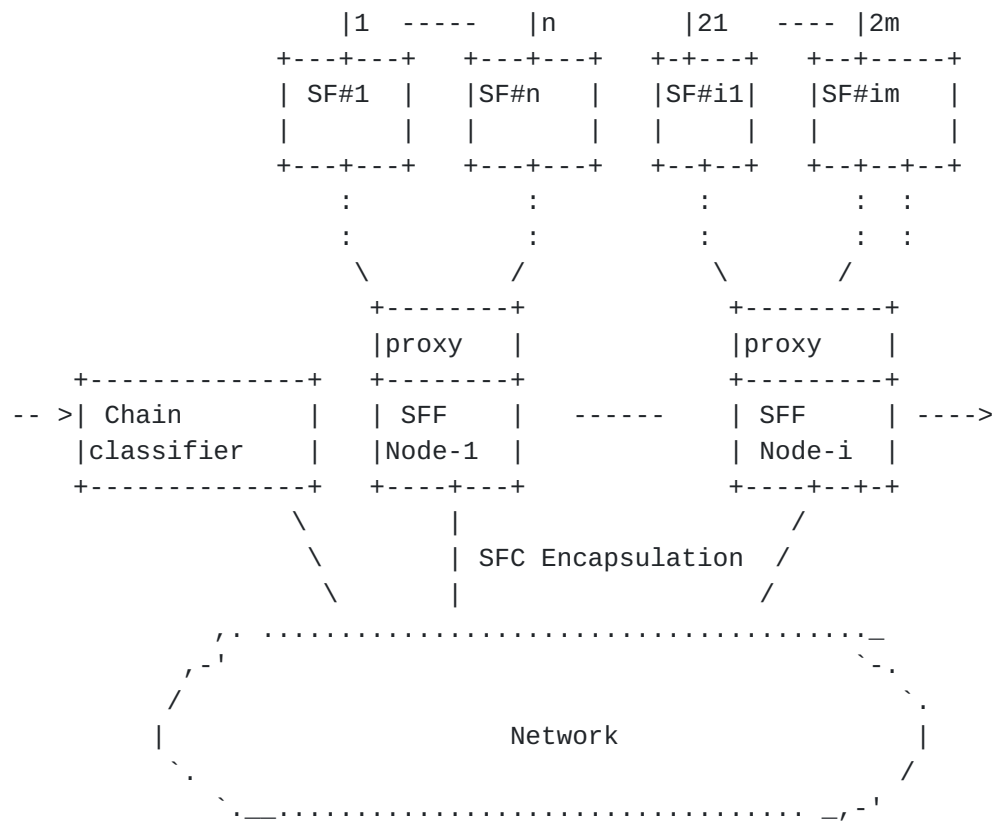 |1 ----- |n |21 ---- |2m
SF#1 SF#n SF#i1 SF#im
proxy proxy
-- > Chain SFF ------ SFF ---->
classifier Node-1 Node-i
SFC Encapsulation
Network